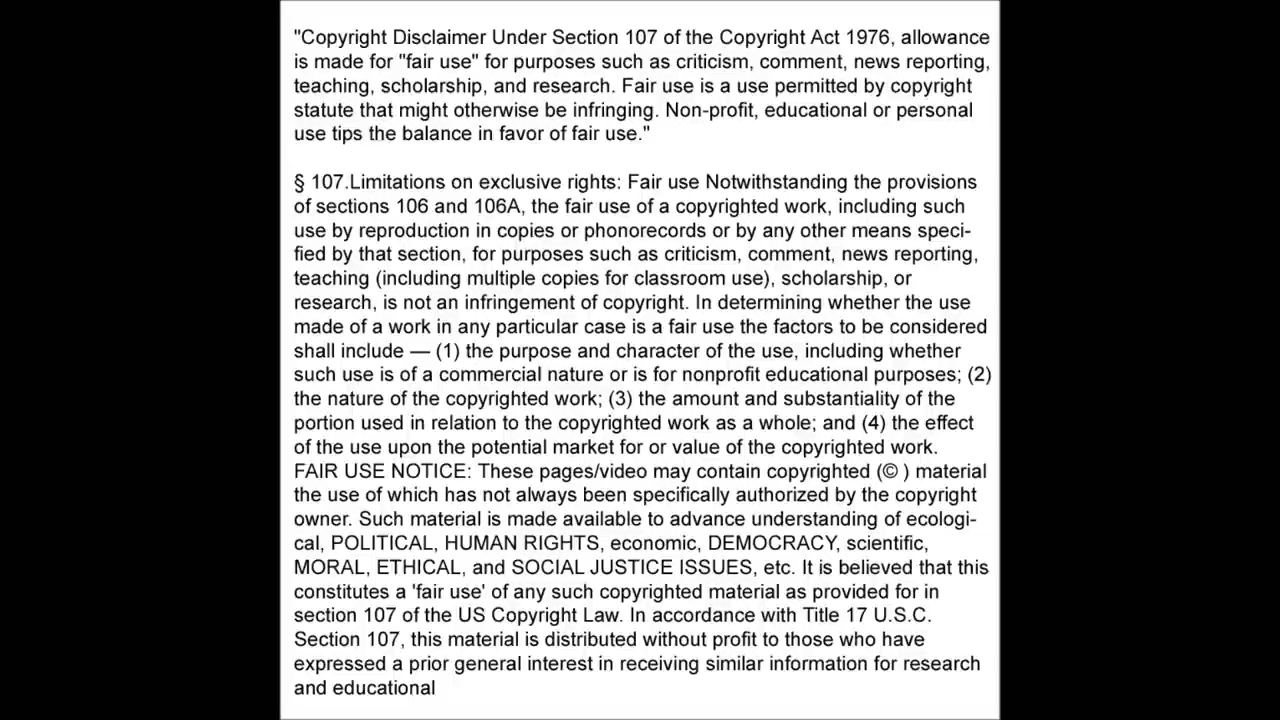 "Copyright Disclaimer Under Section 107 of the Copyright Act 1976, allowance
is made for "fair use" for purposes such as criticism, comment, news reporting,
teaching, scholarship, and research. Fair use is a use permitted by copyright
statute that might otherwise be infringing. Non-profit, educational or personal
use tips the balance in favor of fair use."
§ 107.Limitations on exclusive rights: Fair use Notwithstanding the provisions
of sections 106 and 106A, the fair use of a copyrighted work, including such
use by reproduction in copies or phonorecords or by any other means speci-
fied by that section, for purposes such as criticism, comment, news reporting,
teaching (including multiple copies for classroom use), scholarship, or
research, is not an infringement of copyright. In determining whether the use
made of a work in any particular case is a fair use the factors to be considered
shall include — (1) the purpose and character of the use, including whether
such use is of a commercial nature or is for nonprofit educational purposes; (2)
the nature of the copyrighted work; (3) the amount and substantiality of the
portion used in relation to the copyrighted work as a whole; and (4) the effect
of the use upon the potential market for or value of the copyrighted work.
FAIR USE NOTICE: These pages/video may contain copyrighted (© ) material
the use of which has not always been specifically authorized by the copyright
owner. Such material is made available to advance understanding of ecologi-
cal, POLITICAL, HUMAN RIGHTS, economic, DEMOCRACY, scientific,
MORAL, ETHICAL, and SOCIAL JUSTICE ISSUES, etc. It is believed that this
constitutes a 'fair use' of any such copyrighted material as provided for in
section 107 of the US Copyright Law. In accordance with Title 17 U.S.C.
Section 107, this material is distributed without profit to those who have
expressed a prior general interest in receiving similar information for research
and educational